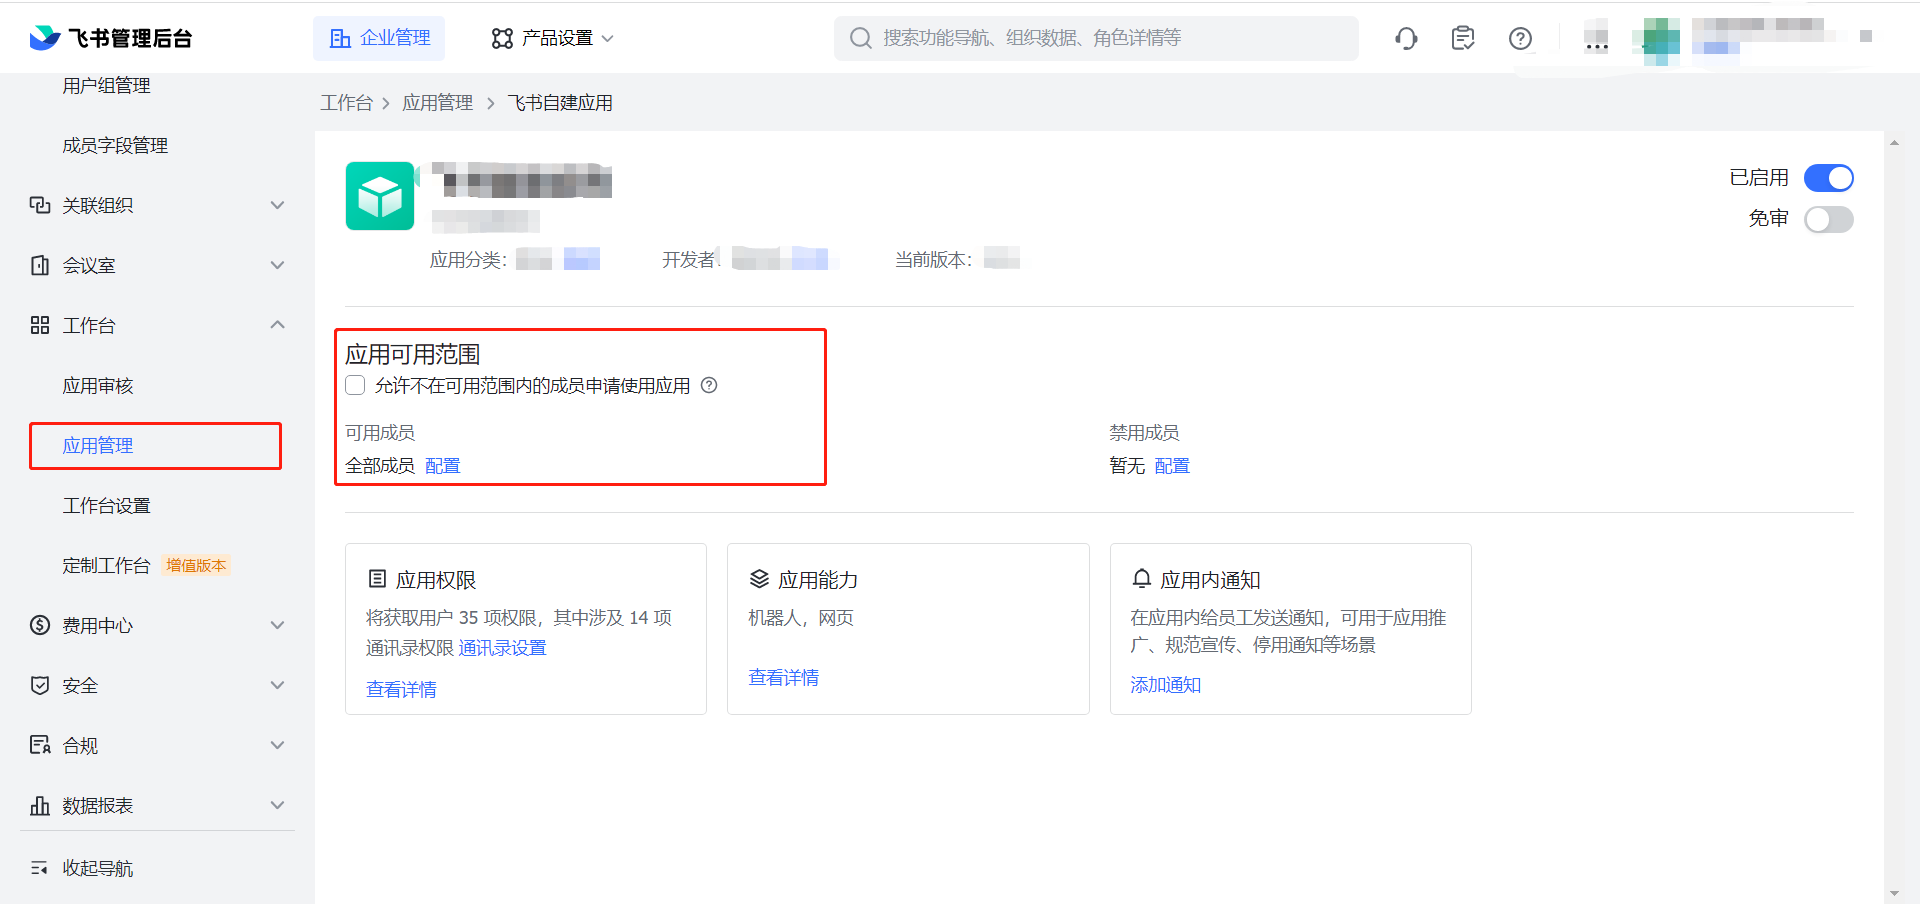 飞书管理后台
企业管理
产品设置
搜索功能导航、组织数据、角色详情等
用户组管理
成员字段管理
关联组织
会议室
工作台
应用审核
应用管理
工作台设置
定制工作台 增值版本
费用中心
安全
合规
数据报表
收起导航
工作台 > 应用管理 > 飞书自建应用
已启用
免审
应用分类：
开发者:
当前版本：
应用可用范围
允许不在可用范围内的成员申请使用应用
可用成员
全部成员 配置
禁用成员
暂无 配置
应用权限
将获取用户 35 项权限，其中涉及 14 项
通讯录权限 通讯录设置
查看详情
应用能力
机器人，网页
查看详情
应用内通知
在应用内给员工发送通知，可用于应用推
广、规范宣传、停用通知等场景
添加通知